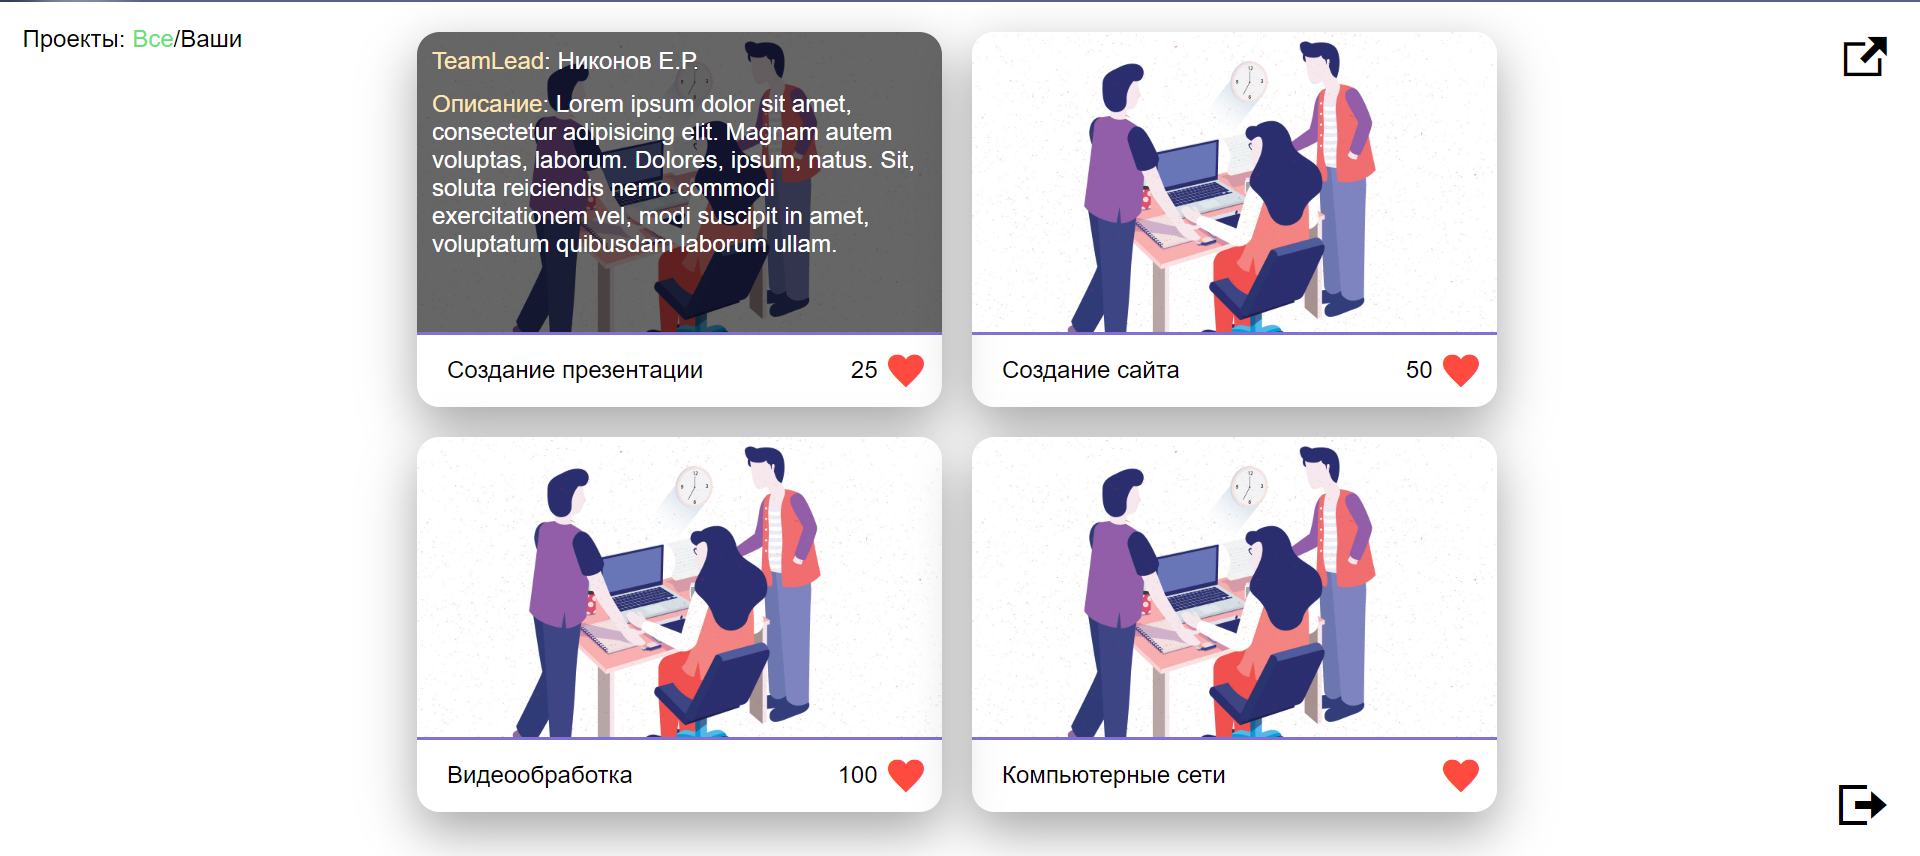 Проекты: Все/Ваши
TeamLead: Никонов Е.Р.
Описание: Lorem ipsum dolor sit amet,
consectetur adipisicing elit. Magnam autem
voluptas, laborum. Dolores, ipsum, natus. Sit,
soluta reiciendis nemo commodi
exercitationem vel, modi suscipit in amet,
voluptatum quibusdam laborum ullam.
Создание презентации 25
Создание сайта 50
Видеообработка 100
Компьютерные сети